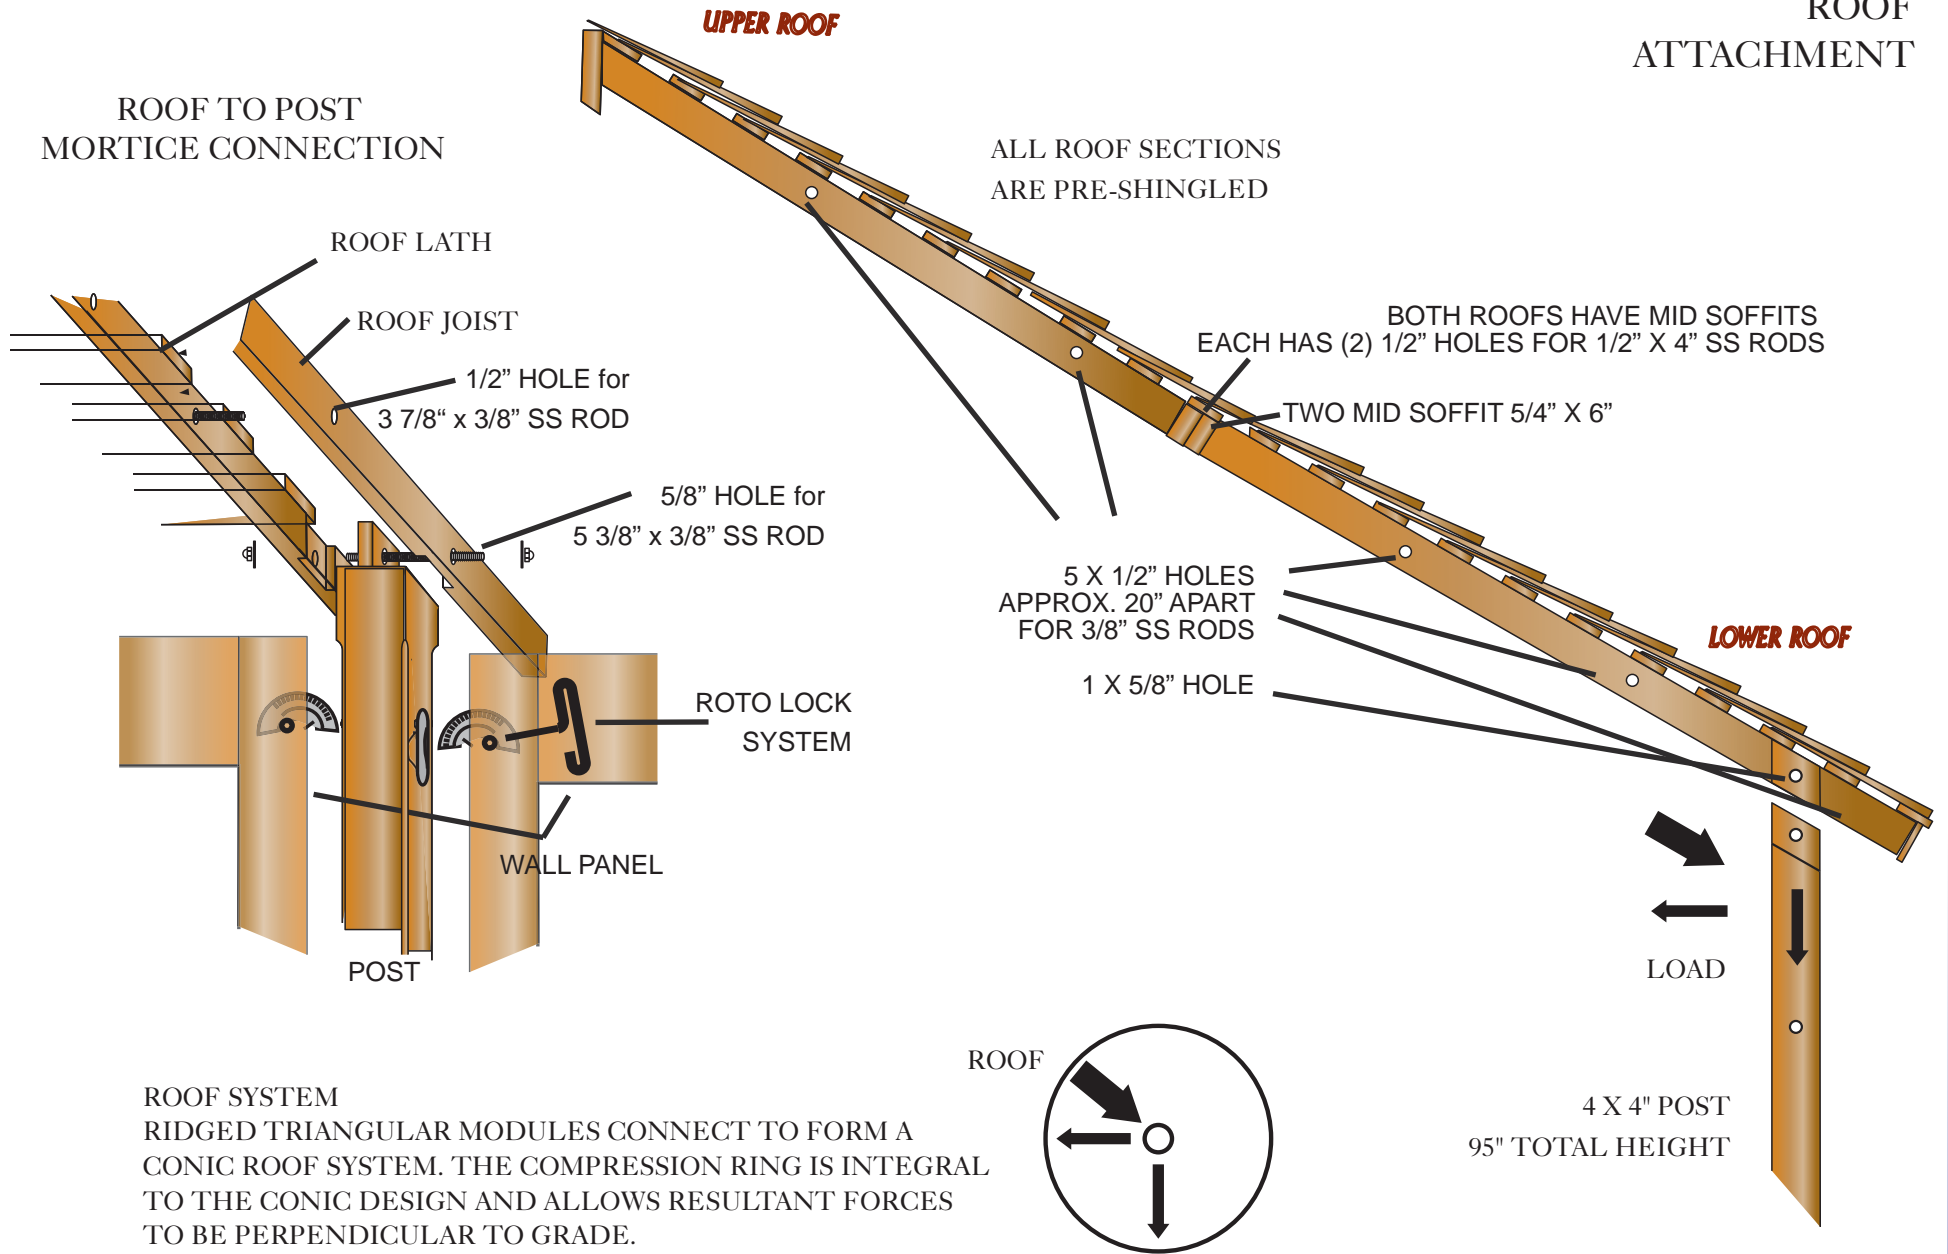 UPPER ROOF
ROOF
ATTACHMENT
ROOF TO POST
MORTICE CONNECTION
ALL ROOF SECTIONS
ARE PRE-SHINGLED
ROOF LATH
ROOF JOIST
1/2” HOLE for
3 7/8“ x 3/8” SS ROD
5/8” HOLE for
5 3/8” x 3/8” SS ROD
BOTH ROOFS HAVE MID SOFFITS
EACH HAS (2) 1/2” HOLES FOR 1/2” X 4” SS RODS
TWO MID SOFFIT 5/4” X 6”
5 X 1/2” HOLES
APPROX. 20” APART
FOR 3/8” SS RODS
1 X 5/8” HOLE
LOWER ROOF
ROTO LOCK
SYSTEM
WALL PANEL
POST
LOAD
ROOF
4 X 4" POST
95" TOTAL HEIGHT
ROOF SYSTEM
RIDGED TRIANGULAR MODULES CONNECT TO FORM A
CONIC ROOF SYSTEM. THE COMPRESSION RING IS INTEGRAL
TO THE CONIC DESIGN AND ALLOWS RESULTANT FORCES
TO BE PERPENDICULAR TO GRADE.